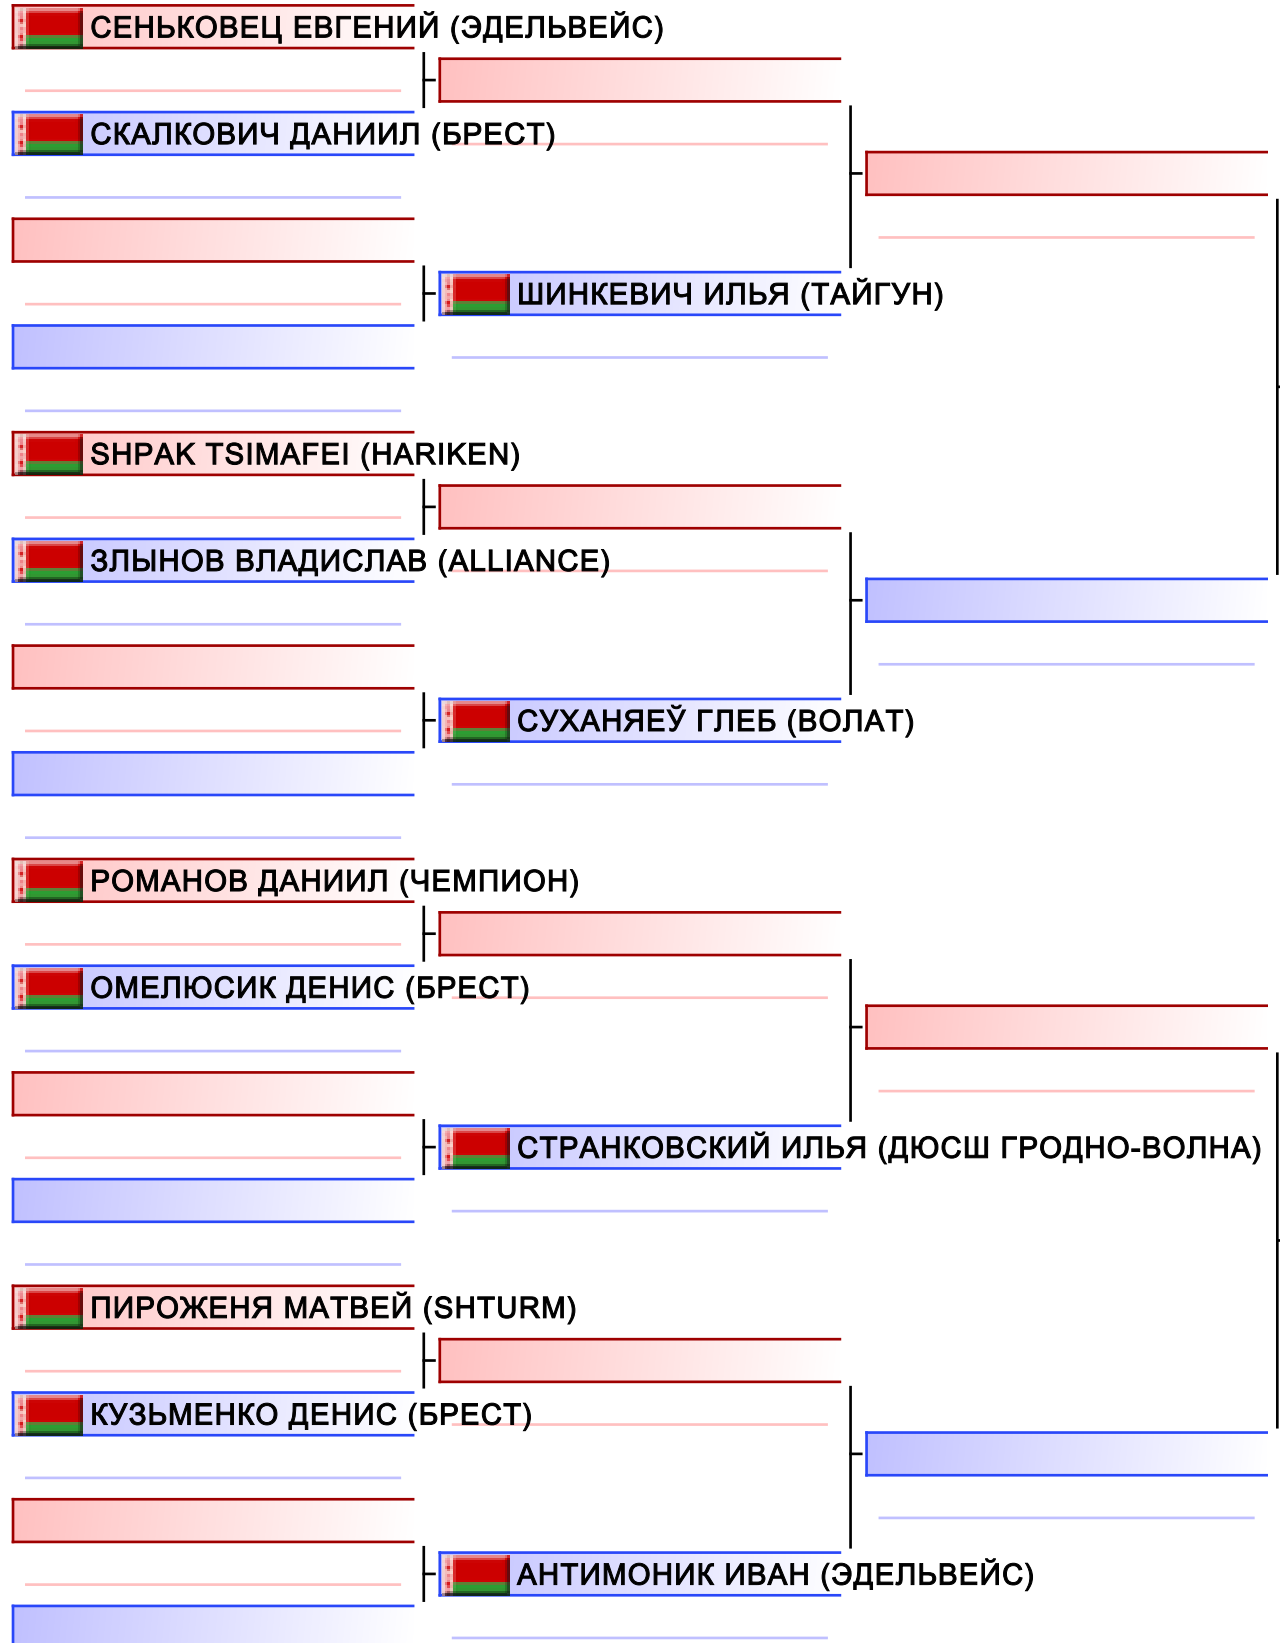 СЕНЬКОВЕЦ ЕВГЕНИЙ (ЭДЕЛЬВЕЙС)
СКАЛКОВИЧ ДАНИИЛ (БРЕСТ)
ШИНКЕВИЧ ИЛЬЯ (ТАЙГУН)
SHPAK TSIMAFEI (HARIKEN)
ЗЛЫНОВ ВЛАДИСЛАВ (ALLIANCE)
СУХАНЯЕЎ ГЛЕБ (ВОЛАТ)
РОМАНОВ ДАНИИЛ (ЧЕМПИОН)
ОМЕЛЮСИК ДЕНИС (БРЕСТ)
СТРАНКОВСКИЙ ИЛЬЯ (ДЮСШ ГРОДНО-ВОЛНА)
ПИРОЖЕНЯ МАТВЕЙ (SHTURM)
КУЗЬМЕНКО ДЕНИС (БРЕСТ)
АНТИМОНИК ИВАН (ЭДЕЛЬВЕЙС)